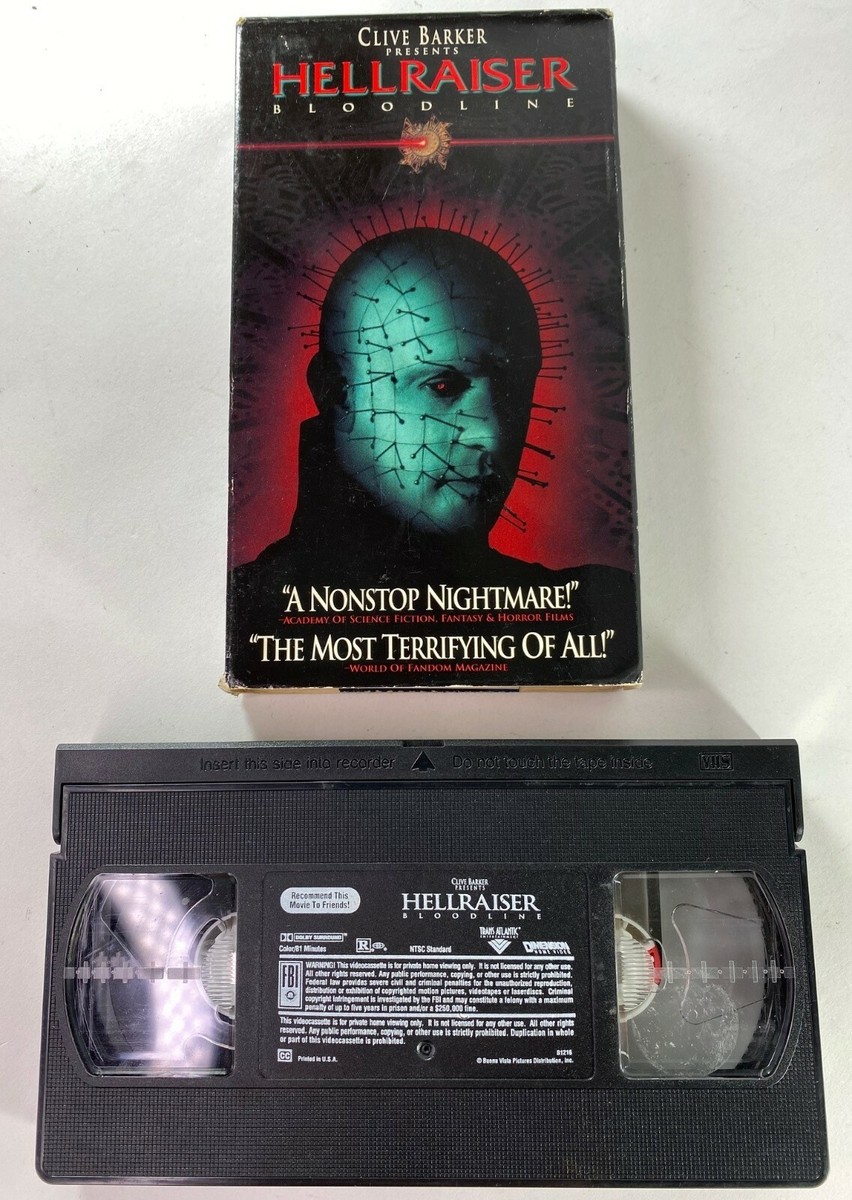 CLIVE BARKER
PRESENTS
HELLRAISER
BLOODLINE
“A NONSTOP NIGHTMARE!”
–ACADEMY OF SCIENCE FICTION, FANTASY & HORROR FILMS
“THE MOST TERRIFYING OF ALL!”
–WORLD OF FANDOM MAGAZINE
Insert this side into recorder Do not touch the tape inside VHS
CLIVE BARKER
PRESENTS
HELLRAISER
BLOODLINE
Recommend This
Movie To Friends!
DOLBY SURROUND™
Color/81 Minutes R NTSC Standard
TRANS ATLANTIC
ENTERTAINMENT
DIMENSION
HOME VIDEO
FBI
WARNING! This videocassette is for private home viewing only. It is not licensed for any other use.
All other rights reserved. Any public performance, copying, or other use is strictly prohibited.
Federal law provides severe civil and criminal penalties for the unauthorized reproduction,
distribution or exhibition of copyrighted motion pictures, videotapes or laserdiscs. Criminal
copyright infringement is investigated by the FBI and may constitute a felony with a maximum
penalty of up to five years in prison and/or a $250,000 fine.
This videocassette is for private home viewing only. It is not licensed for any other use. All other rights
reserved. Any public performance, copying, or other use is strictly prohibited. Duplication in whole
or part of this videocassette is prohibited.
CC Printed in U.S.A.
81216
© Buena Vista Pictures Distribution, Inc.